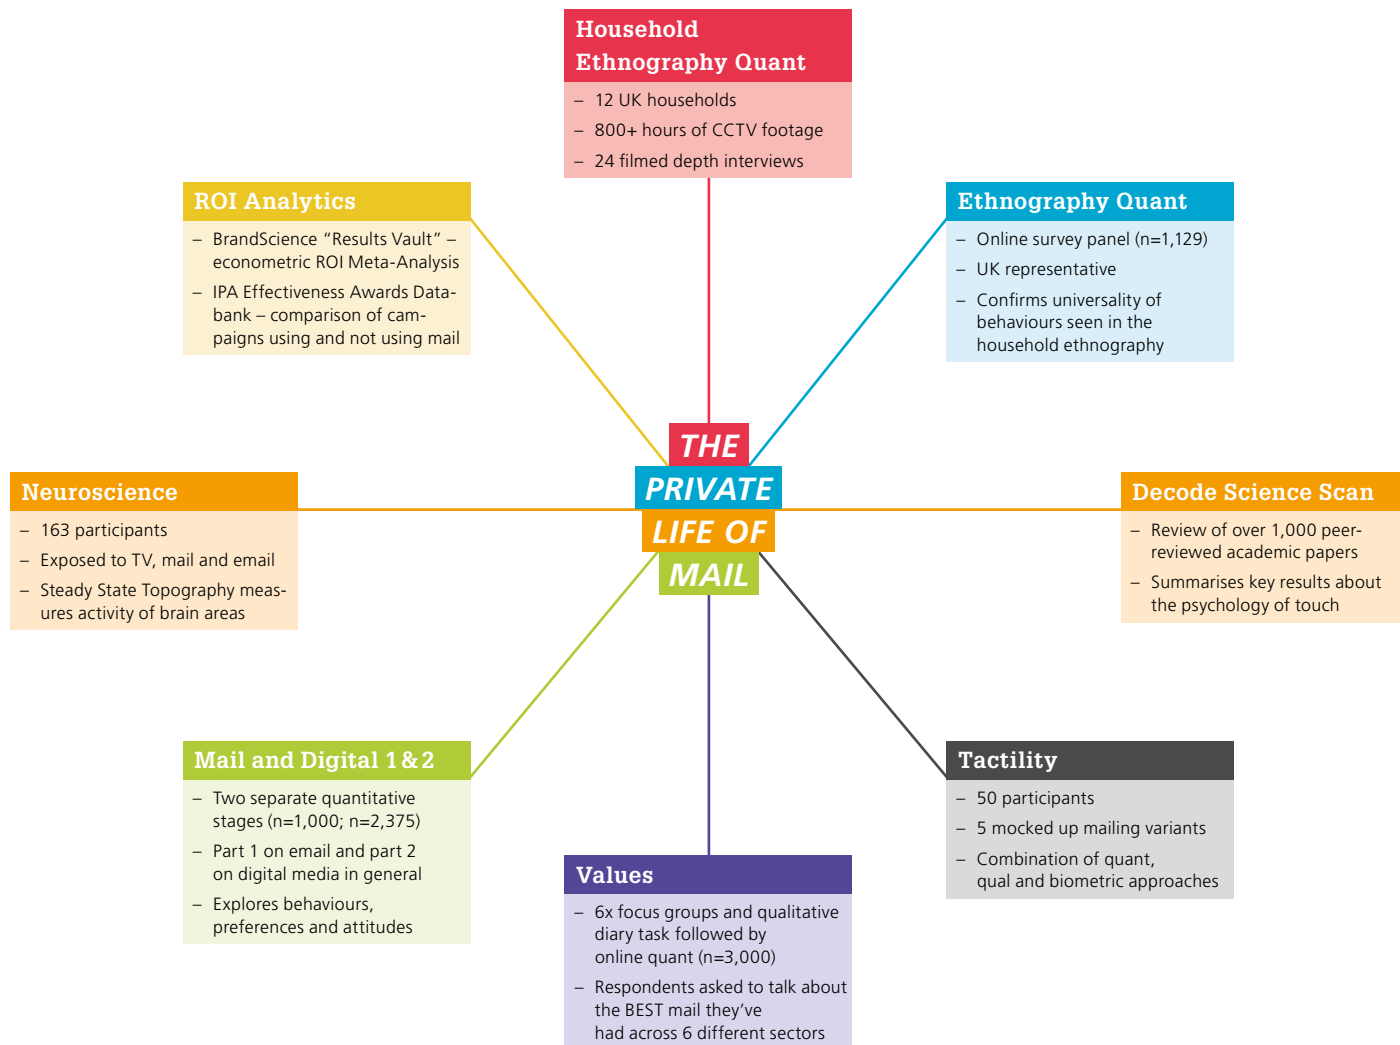 Household
Ethnography Quant
– 12 UK households
– 800+ hours of CCTV footage
– 24 filmed depth interviews
ROI Analytics
– BrandScience “Results Vault” –
econometric ROI Meta-Analysis
– IPA Effectiveness Awards Data-
bank – comparison of cam-
paigns using and not using mail
Ethnography Quant
– Online survey panel (n=1,129)
– UK representative
– Confirms universality of
behaviours seen in the
household ethnography
THE
PRIVATE
LIFE OF
MAIL
Neuroscience
– 163 participants
– Exposed to TV, mail and email
– Steady State Topography meas-
ures activity of brain areas
Decode Science Scan
– Review of over 1,000 peer-
reviewed academic papers
– Summarises key results about
the psychology of touch
Mail and Digital 1 & 2
– Two separate quantitative
stages (n=1,000; n=2,375)
– Part 1 on email and part 2
on digital media in general
– Explores behaviours,
preferences and attitudes
Tactility
– 50 participants
– 5 mocked up mailing variants
– Combination of quant,
qual and biometric approaches
Values
– 6x focus groups and qualitative
diary task followed by
online quant (n=3,000)
– Respondents asked to talk about
the BEST mail they’ve
had across 6 different sectors